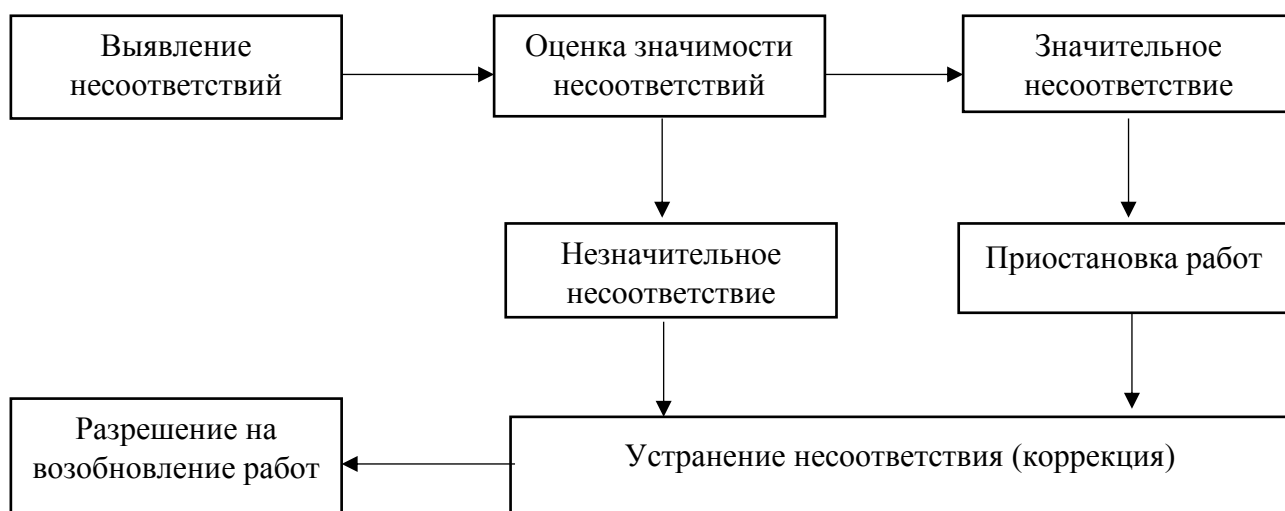 Выявление
несоответствий
Оценка значимости
несоответствий
Значительное
несоответствие
Незначительное
несоответствие
Приостановка работ
Разрешение на
возобновление работ
Устранение несоответствия (коррекция)